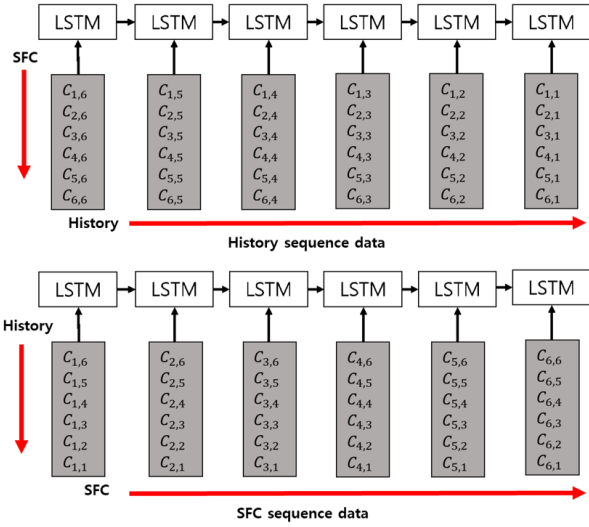 LSTM LSTM LSTM LSTM LSTM LSTM
SFC
C1,6 C1,5 C1,4 C1,3 C1,2 C1,1
C2,6 C2,5 C2,4 C2,3 C2,2 C2,1
C3,6 C3,5 C3,4 C3,3 C3,2 C3,1
C4,6 C4,5 C4,4 C4,3 C4,2 C4,1
C5,6 C5,5 C5,4 C5,3 C5,2 C5,1
C6,6 C6,5 C6,4 C6,3 C6,2 C6,1
History
History sequence data
LSTM LSTM LSTM LSTM LSTM LSTM
History
C1,6 C2,6 C3,6 C4,6 C5,6 C6,6
C1,5 C2,5 C3,5 C4,5 C5,5 C6,5
C1,4 C2,4 C3,4 C4,4 C5,4 C6,4
C1,3 C2,3 C3,3 C4,3 C5,3 C6,3
C1,2 C2,2 C3,2 C4,2 C5,2 C6,2
C1,1 C2,1 C3,1 C4,1 C5,1 C6,1
SFC
SFC sequence data